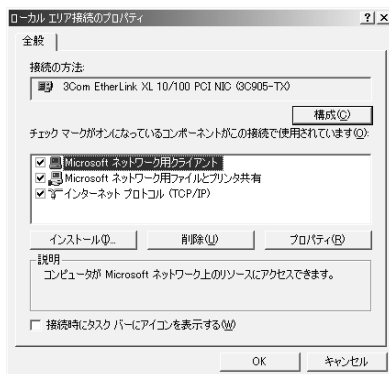 ローカル エリア接続のプロパティ
? ×
全般
接続の方法:
3Com EtherLink XL 10/100 PCI NIC (3C905-TX)
構成(C)
チェック マークがオンになっているコンポーネントがこの接続で使用されています(O):
Microsoft ネットワーク用クライアント
Microsoft ネットワーク用ファイルとプリンタ共有
インターネット プロトコル (TCP/IP)
インストール(I)... 削除(U) プロパティ(R)
説明
コンピュータが Microsoft ネットワーク上のリソースにアクセスできます。
接続時にタスク バーにアイコンを表示する(W)
OK キャンセル